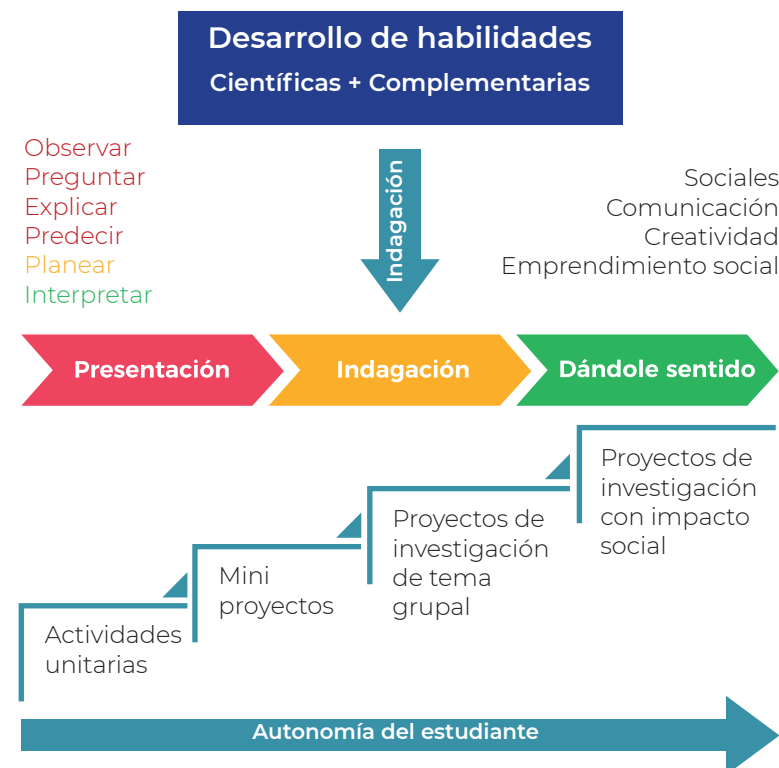 Desarrollo de habilidades
Científicas + Complementarias
Observar
Preguntar
Explicar
Predecir
Planear
Interpretar
Indagación
Sociales
Comunicación
Creatividad
Emprendimiento social
Presentación
Indagación
Dándole sentido
Actividades
unitarias
Mini
proyectos
Proyectos de
investigación
de tema
grupal
Proyectos de
investigación
con impacto
social
Autonomía del estudiante